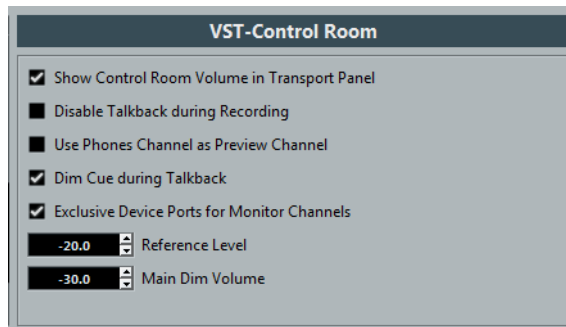 VST-Control Room
Show Control Room Volume in Transport Panel
Disable Talkback during Recording
Use Phones Channel as Preview Channel
Dim Cue during Talkback
Exclusive Device Ports for Monitor Channels
-20.0 Reference Level
-30.0 Main Dim Volume